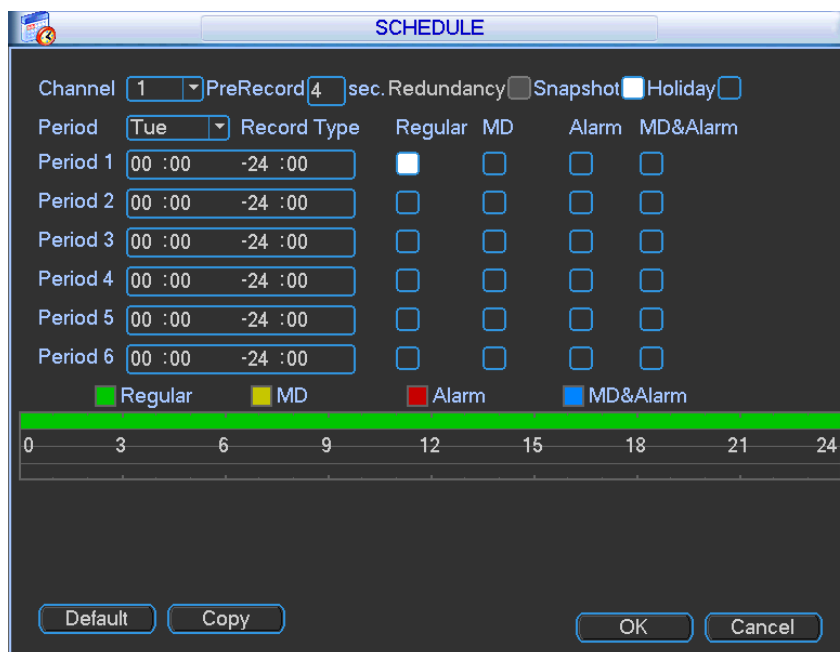 SCHEDULE
Channel 1 PreRecord 4 sec. Redundancy Snapshot Holiday
Period Tue Record Type Regular MD Alarm MD&Alarm
Period 1 00 :00 -24 :00
Period 2 00 :00 -24 :00
Period 3 00 :00 -24 :00
Period 4 00 :00 -24 :00
Period 5 00 :00 -24 :00
Period 6 00 :00 -24 :00
Regular MD Alarm MD&Alarm
0 3 6 9 12 15 18 21 24
Default Copy OK Cancel